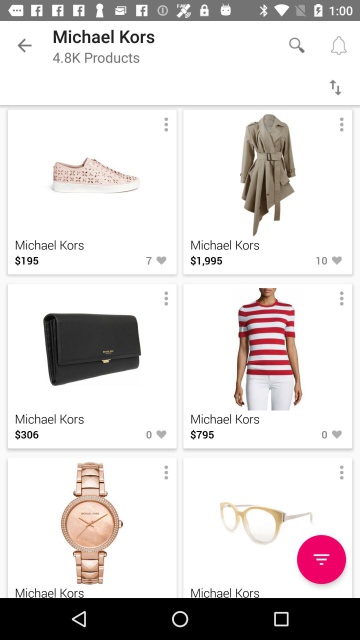 1:00
Michael Kors
4.8K Products
Michael Kors
$195
7
Michael Kors
$1,995
10
Michael Kors
$306
0
Michael Kors
$795
0
Michael Kors
Michael Kors